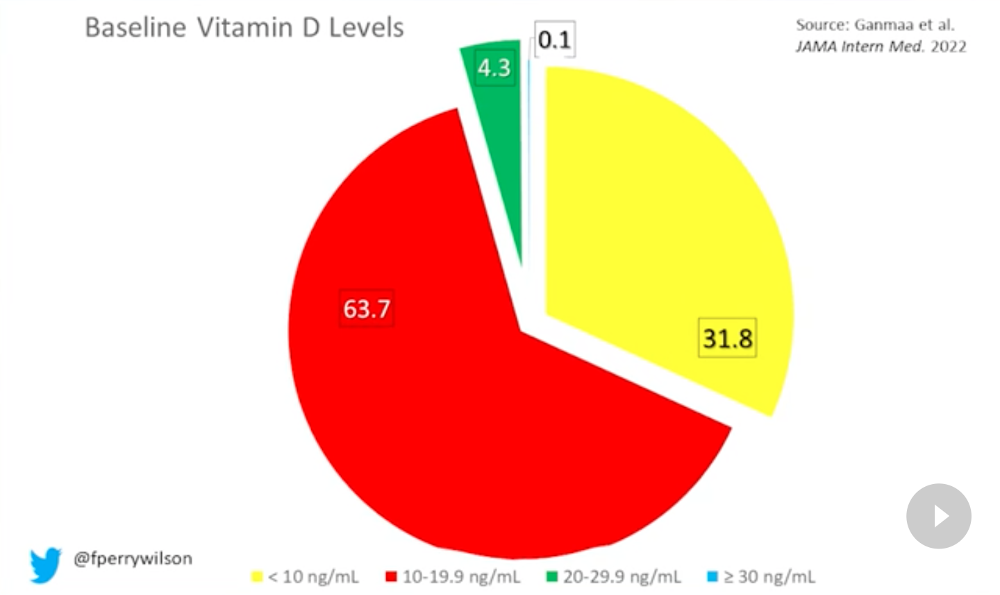 Baseline Vitamin D Levels
Source: Ganmaa et al.
JAMA Intern Med. 2022
0.1
4.3
63.7
31.8
@fperrywilson
< 10 ng/mL
10-19.9 ng/mL
20-29.9 ng/mL
≥ 30 ng/mL